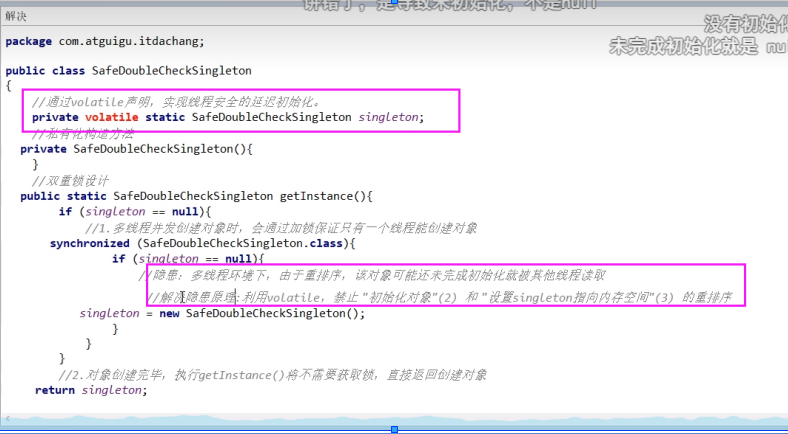 讲错了，是导致未初始化，不是null
解决
没有初始化
未完成初始化就是 nu
package com.atguigu.itdachang;
public class SafeDoubleCheckSingleton
{
//通过volatile声明，实现线程安全的延迟初始化。
private volatile static SafeDoubleCheckSingleton singleton;
//私有化构造方法
private SafeDoubleCheckSingleton(){
}
//双重锁设计
public static SafeDoubleCheckSingleton getInstance(){
if (singleton == null){
//1.多线程并发创建对象时，会通过加锁保证只有一个线程能创建对象
synchronized (SafeDoubleCheckSingleton.class){
if (singleton == null){
//隐患：多线程环境下，由于重排序，该对象可能还未完成初始化就被其他线程读取
//解决隐患原理：利用volatile，禁止 "初始化对象"(2) 和 "设置singleton指向内存空间"(3) 的重排序
singleton = new SafeDoubleCheckSingleton();
}
}
}
//2.对象创建完毕，执行getInstance()将不需要获取锁，直接返回创建对象
return singleton;